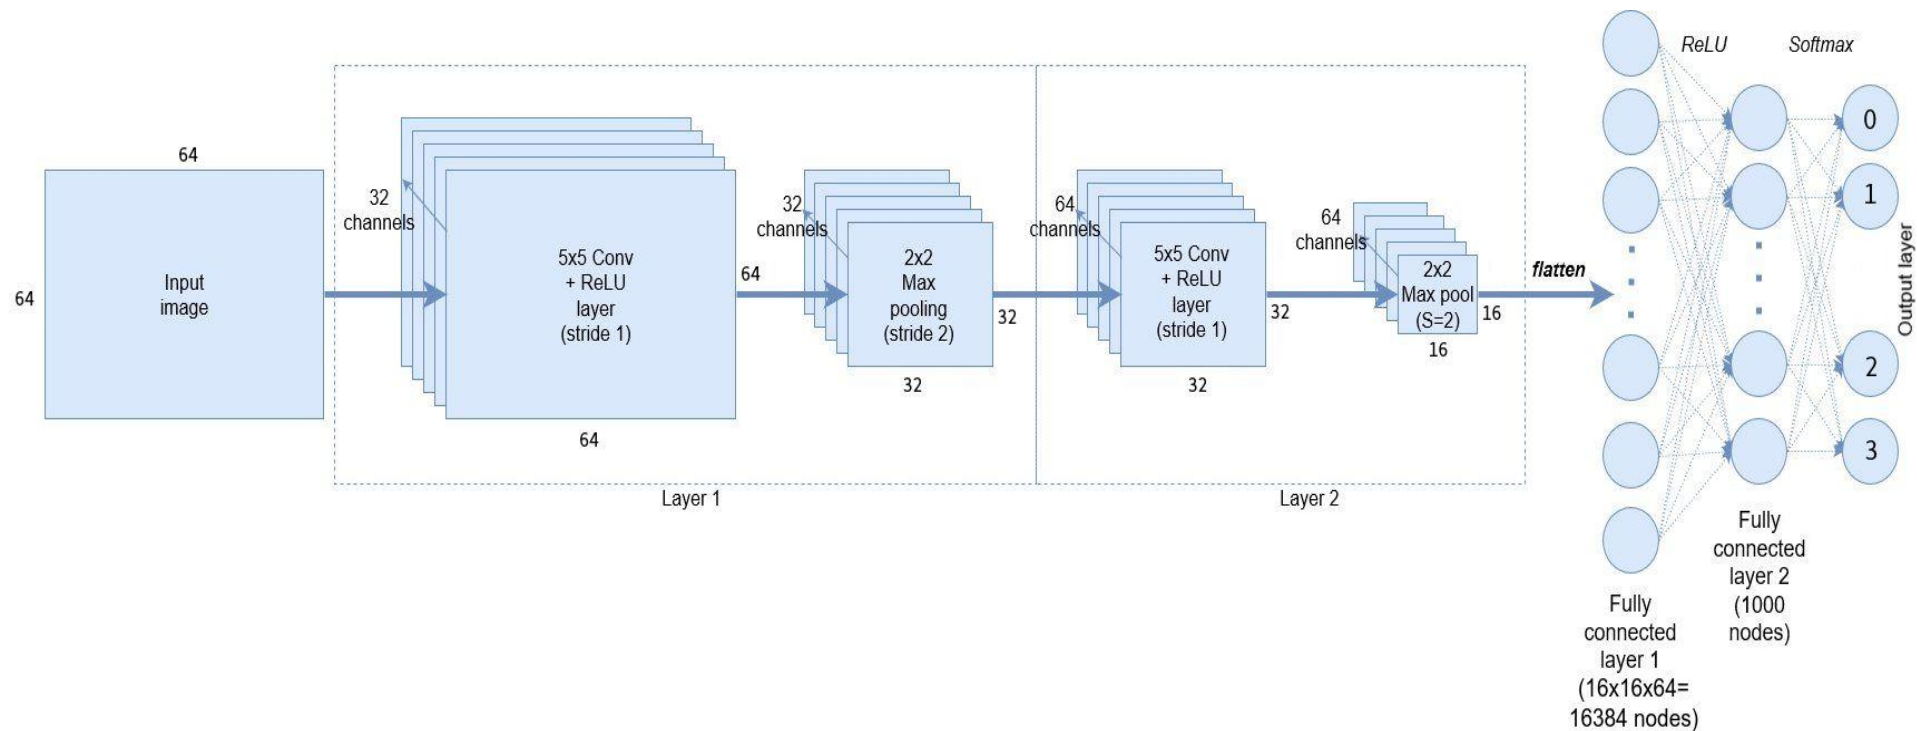 64
64
Input
image
32
channels
5x5 Conv
+ ReLU
layer
(stride 1)
64
64
32
channels
2x2
Max
pooling
(stride 2)
32
32
Layer 1
64
channels
5x5 Conv
+ ReLU
layer
(stride 1)
32
32
64
channels
2x2
Max pool
(S=2)
16
16
Layer 2
flatten
ReLU
Softmax
0
1
2
3
Output layer
Fully
connected
layer 1
(16x16x64=
16384 nodes)
Fully
connected
layer 2
(1000
nodes)